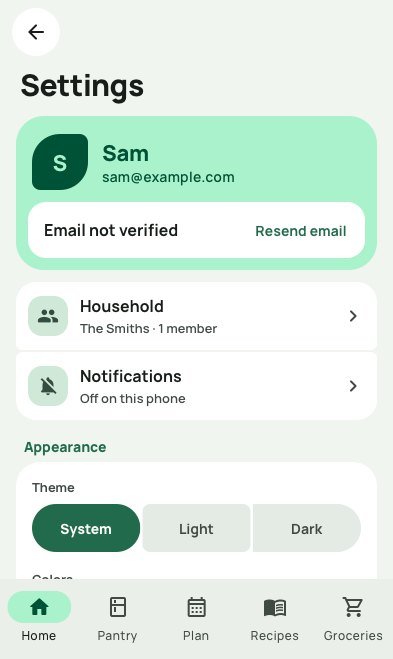 Settings
S
Sam
sam@example.com
Email not verified
Resend email
Household
The Smiths · 1 member
Notifications
Off on this phone
Appearance
Theme
System
Light
Dark
Colors
Home
Pantry
Plan
Recipes
Groceries